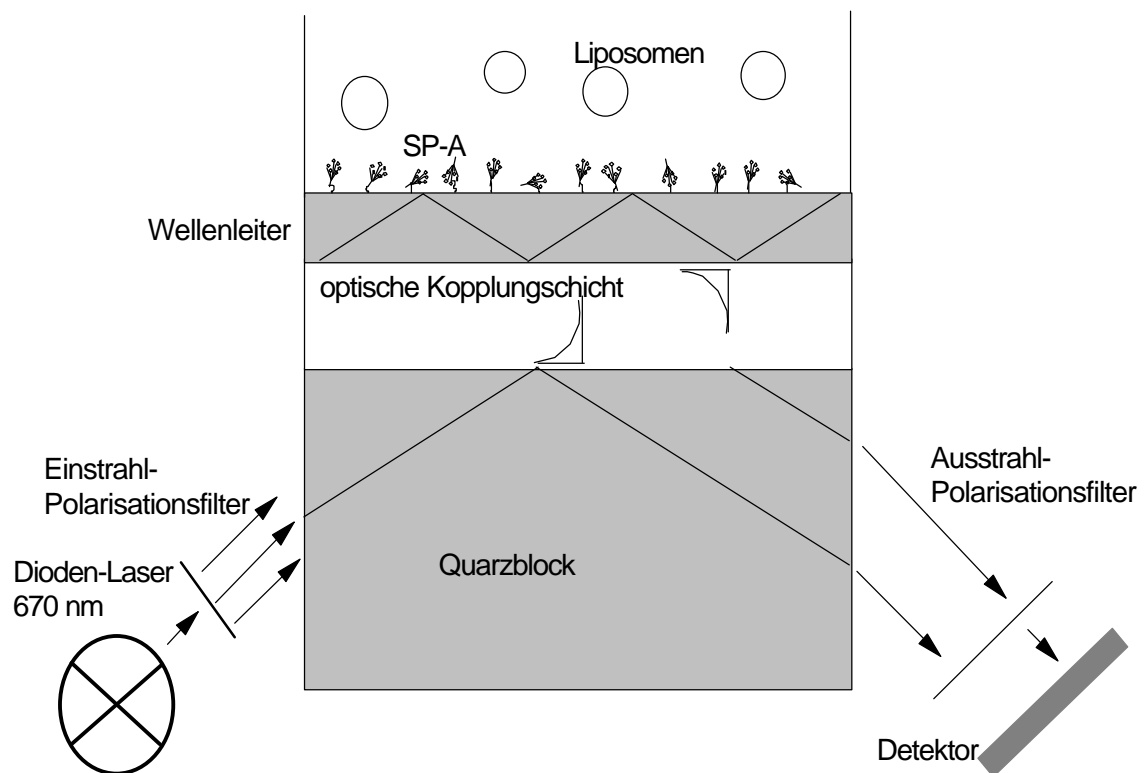 Liposomen
SP-A
Wellenleiter
optische Kopplungschicht
Einstrahl-
Polarisationsfilter
Ausstrahl-
Polarisationsfilter
Quarzblock
Dioden-Laser
670 nm
Detektor